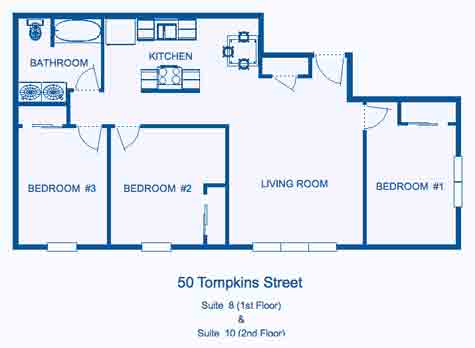 KITCHEN
BATHROOM
BEDROOM #3
BEDROOM #2
LIVING ROOM
BEDROOM #1
50 Tompkins Street
Suite 8 (1st Floor)
&
Suite 10 (2nd Floor)